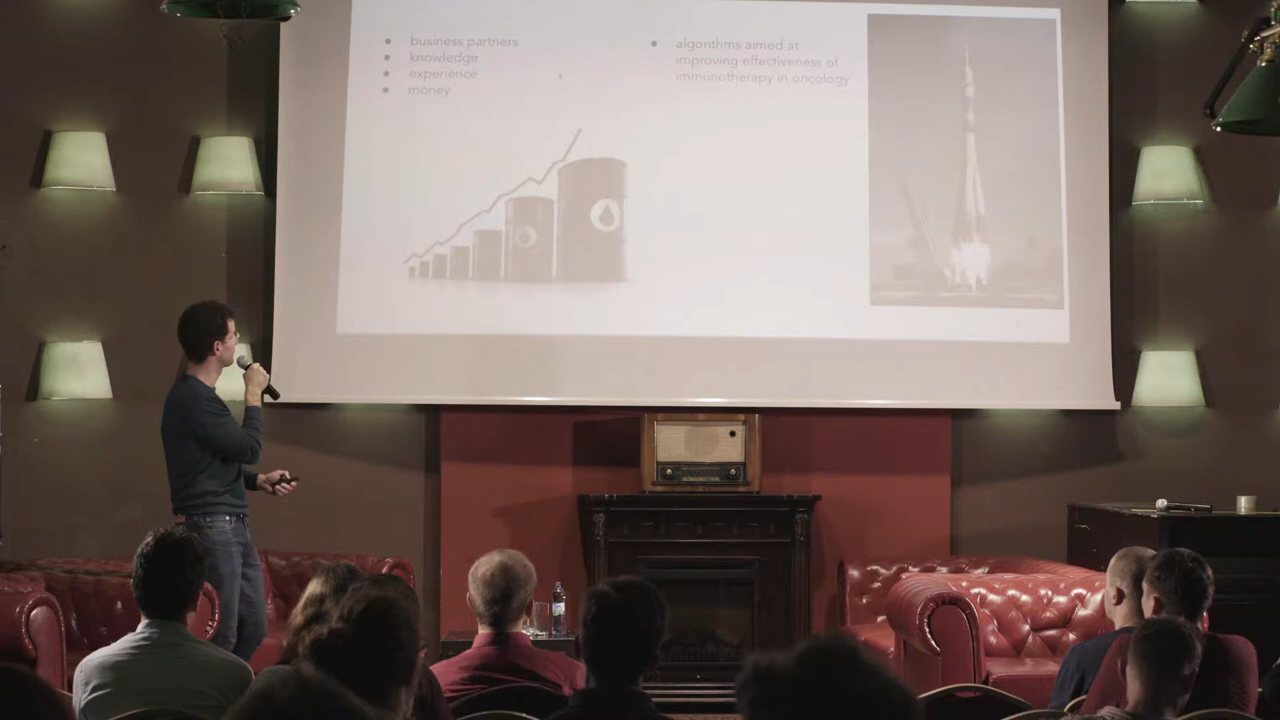 business partners
knowledge
experience
money
algorithms aimed at
improving effectiveness of
immunotherapy in oncology